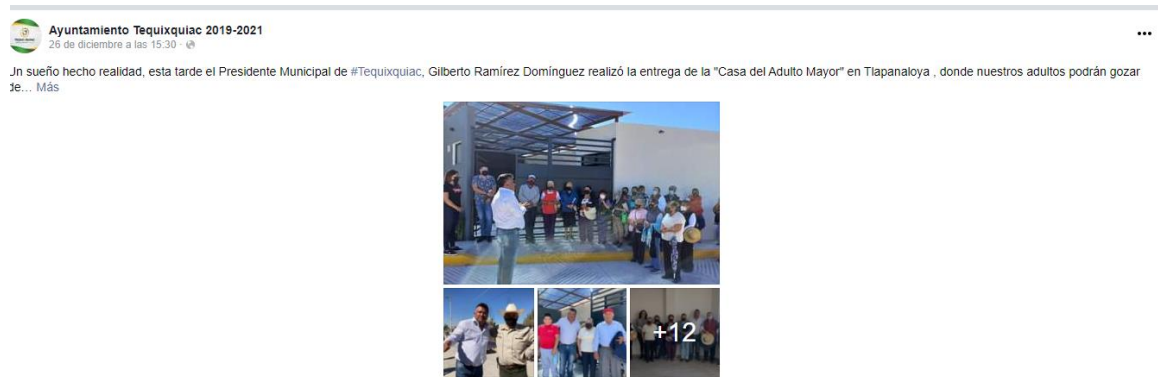 Ayuntamiento Tequixquiac 2019-2021
26 de diciembre a las 15:30 ·
Un sueño hecho realidad, esta tarde el Presidente Municipal de #Tequixquiac, Gilberto Ramírez Domínguez realizó la entrega de la "Casa del Adulto Mayor" en Tlapanaloya , donde nuestros adultos podrán gozar
de... Más
+12